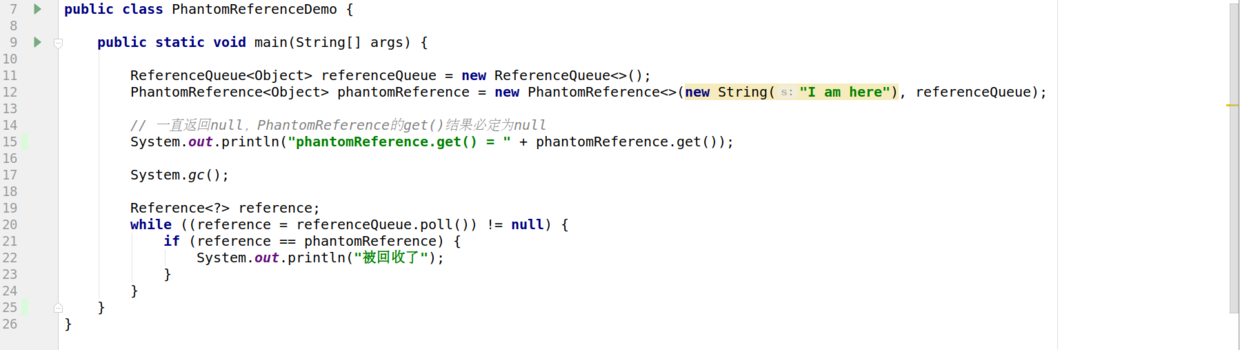 7 public class PhantomReferenceDemo {
8
9 public static void main(String[] args) {
10
11 ReferenceQueue<Object> referenceQueue = new ReferenceQueue<>();
12 PhantomReference<Object> phantomReference = new PhantomReference<>(new String( s: "I am here"), referenceQueue);
13
14 // 一直返回null，PhantomReference的get()结果必定为null
15 System.out.println("phantomReference.get() = " + phantomReference.get());
16
17 System.gc();
18
19 Reference<?> reference;
20 while ((reference = referenceQueue.poll()) != null) {
21 if (reference == phantomReference) {
22 System.out.println("被回收了");
23 }
24 }
25 }
26 }